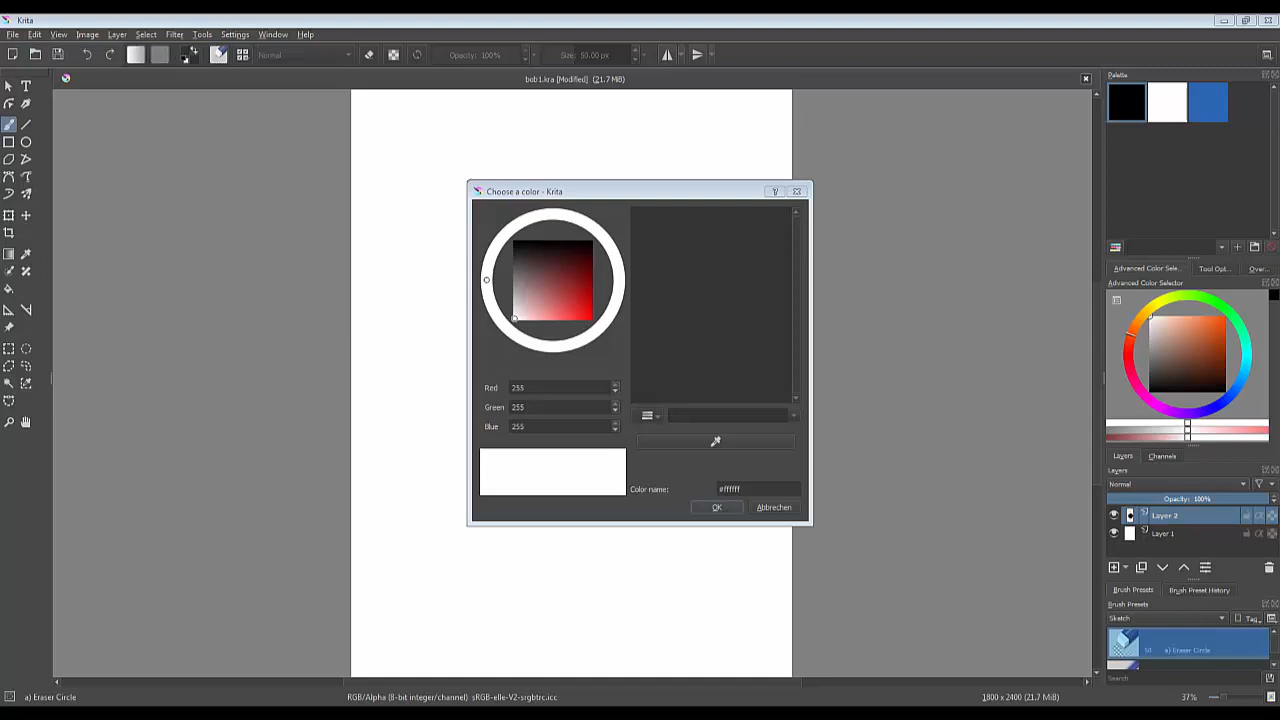 Krita
File Edit View Image Layer Select Filter Tools Settings Window Help
Normal Opacity: 100% Size: 50.00 px
bob1.kra [Modified] (21.7 MiB)
Palette
Choose a color - Krita
Red 255
Green 255
Blue 255
Color name: #ffffff
OK Abbrechen
Advanced Color Sele... Tool Opt... Over...
Advanced Color Selector
Layers Channels
Layers
Normal
Opacity: 100%
Layer 2
Layer 1
Brush Presets Brush Preset History
Brush Presets
Sketch Tag
50 a) Eraser Circle
Search
a) Eraser Circle RGB/Alpha (8-bit integer/channel) sRGB-elle-V2-srgbtrc.icc 1800 x 2400 (21.7 MiB) 37%